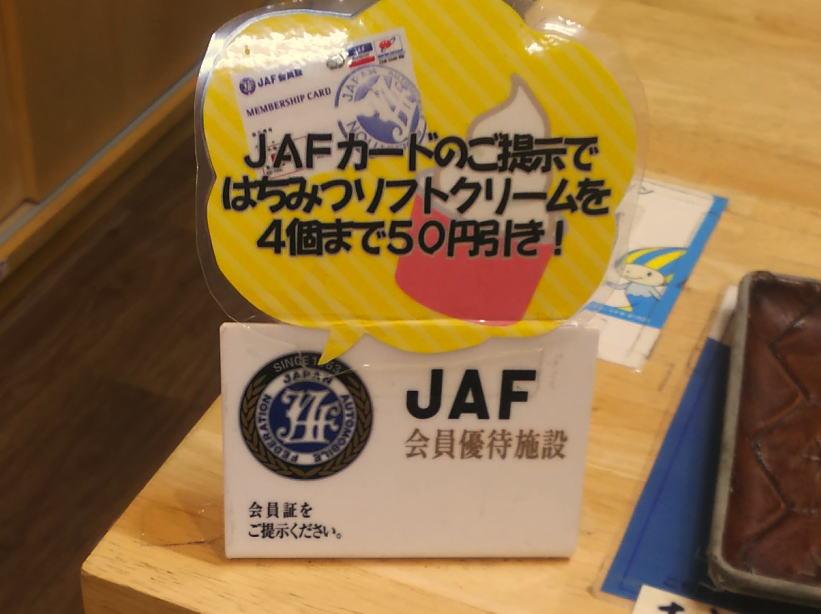 JAF 会員証
MEMBERSHIP CARD
JAFカードのご提示で
はちみつソフトクリームを
4個まで50円引き!
SINCE 1963
JAPAN AUTOMOBILE FEDERATION
JAF
会員優待施設
会員証を
ご提示ください。